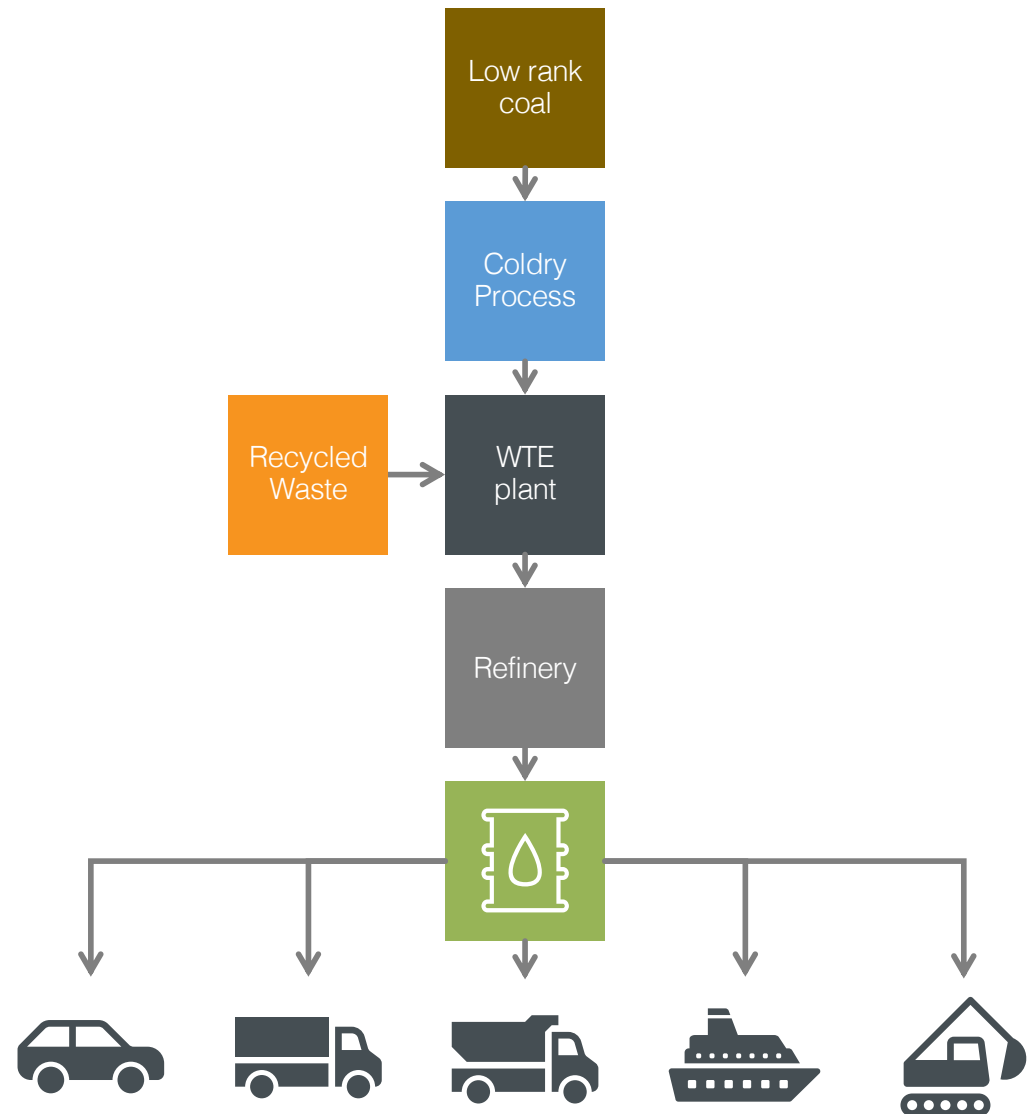 Low rank
coal
Coldry
Process
Recycled
Waste
WTE
plant
Refinery